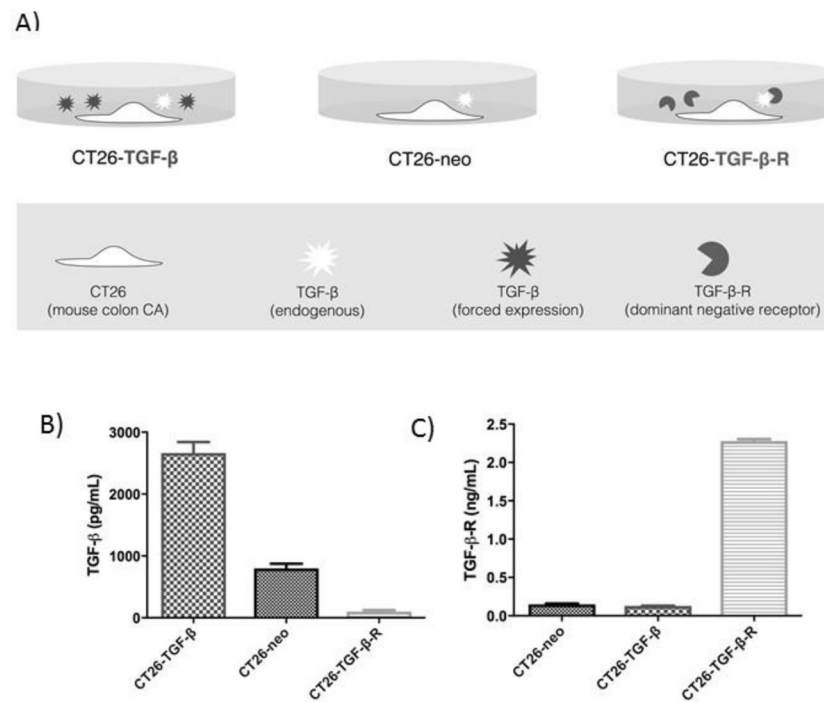 A)
CT26-TGF-β
CT26-neo
CT26-TGF-β-R
CT26
(mouse colon CA)
TGF-β
(endogenous)
TGF-β
(forced expression)
TGF-β-R
(dominant negative receptor)
B)
TGF-β (pg/mL)
3000
2000
1000
0
CT26-TGF-β
CT26-neo
CT26-TGF-β-R
C)
TGF-β-R (ng/mL)
2.5
2.0
1.5
1.0
0.5
0.0
CT26-neo
CT26-TGF-β
CT26-TGF-β-R